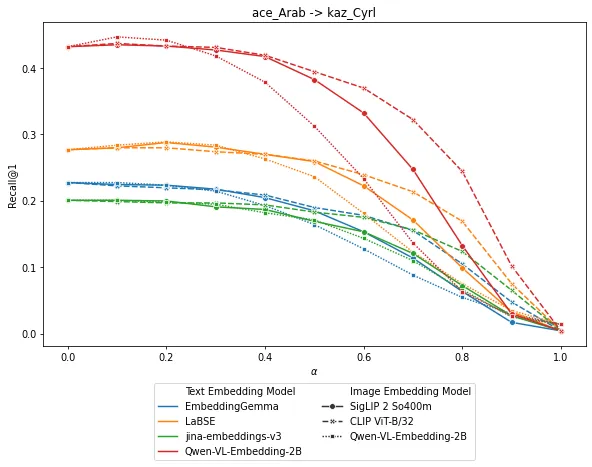 ace_Arab -> kaz_Cyrl
Recall@1
0.4
0.3
0.2
0.1
0.0
0.0 0.2 0.4 0.6 0.8 1.0
α
Text Embedding Model
EmbeddingGemma
LaBSE
jina-embeddings-v3
Qwen-VL-Embedding-2B
Image Embedding Model
SigLIP 2 So400m
CLIP ViT-B/32
Qwen-VL-Embedding-2B